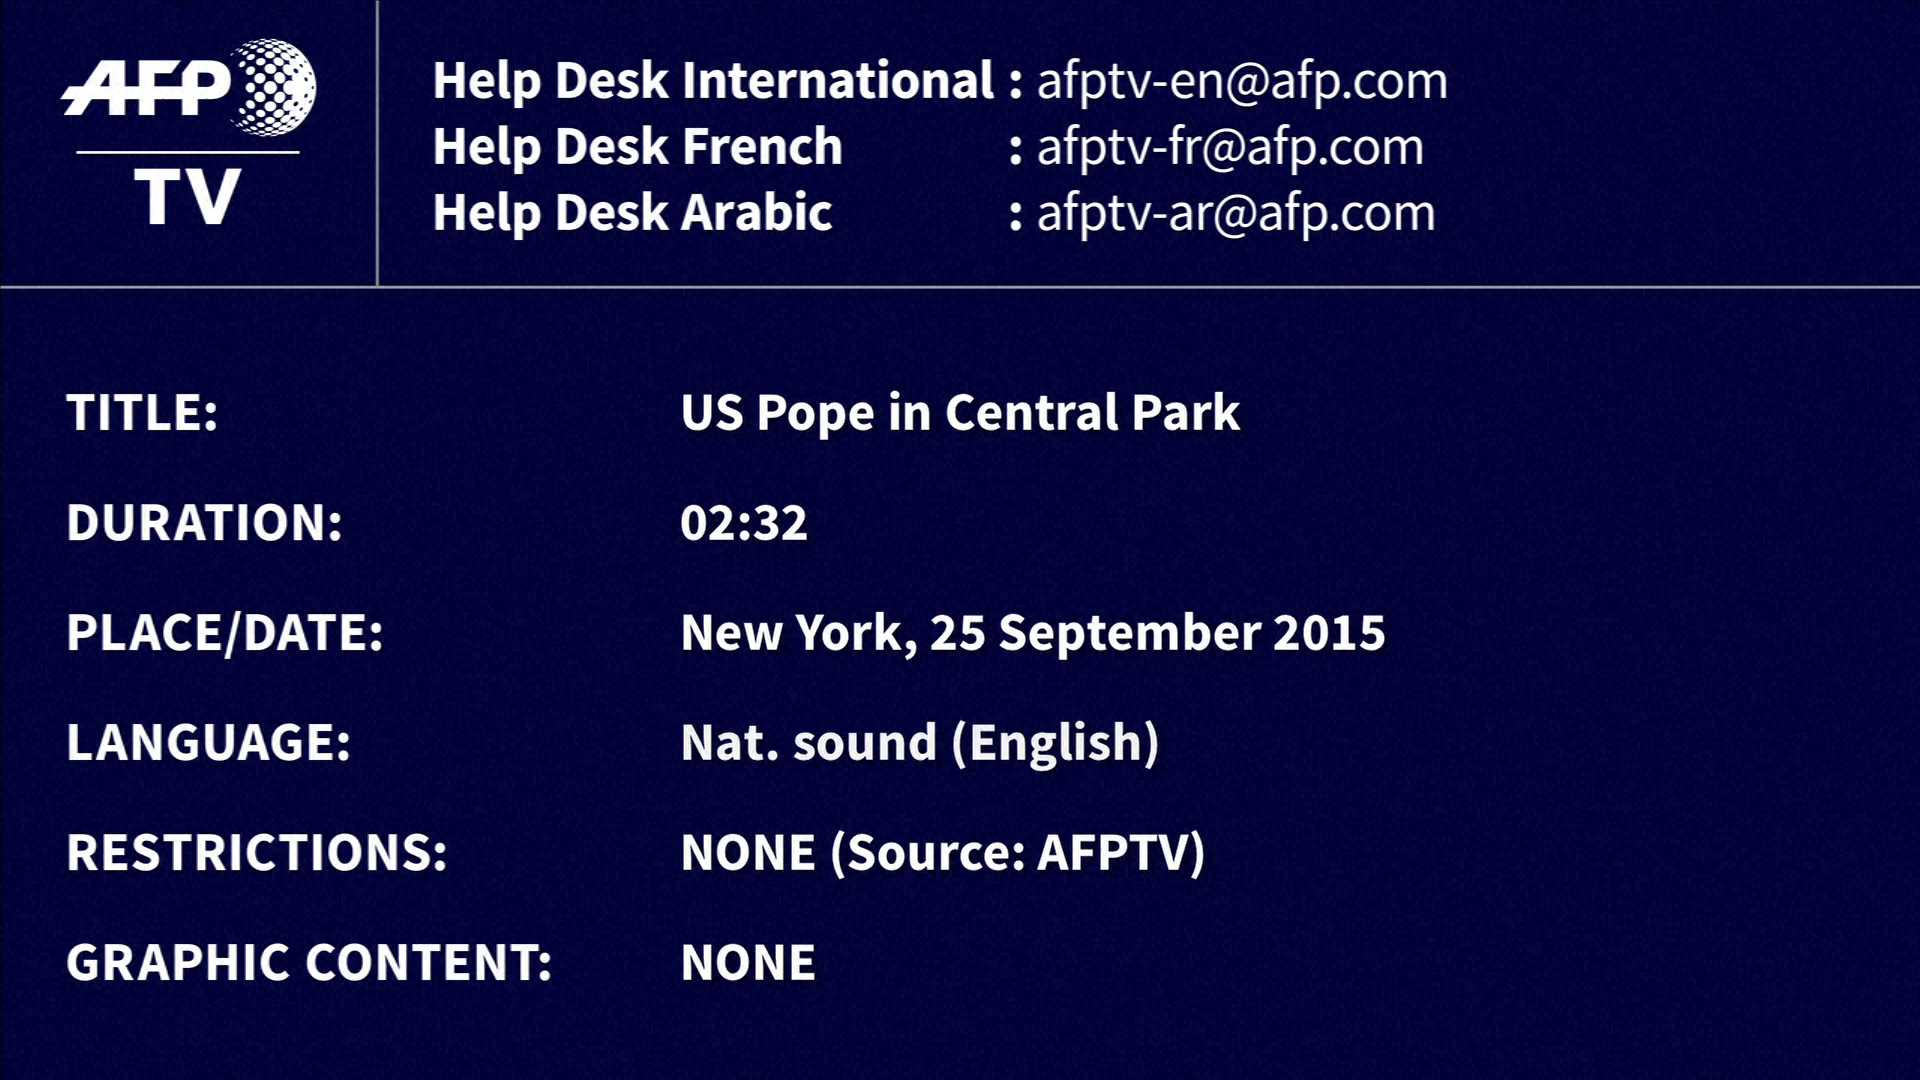 AFP
TV
Help Desk International : afptv-en@afp.com
Help Desk French : afptv-fr@afp.com
Help Desk Arabic : afptv-ar@afp.com
TITLE: US Pope in Central Park
DURATION: 02:32
PLACE/DATE: New York, 25 September 2015
LANGUAGE: Nat. sound (English)
RESTRICTIONS: NONE (Source: AFPTV)
GRAPHIC CONTENT: NONE